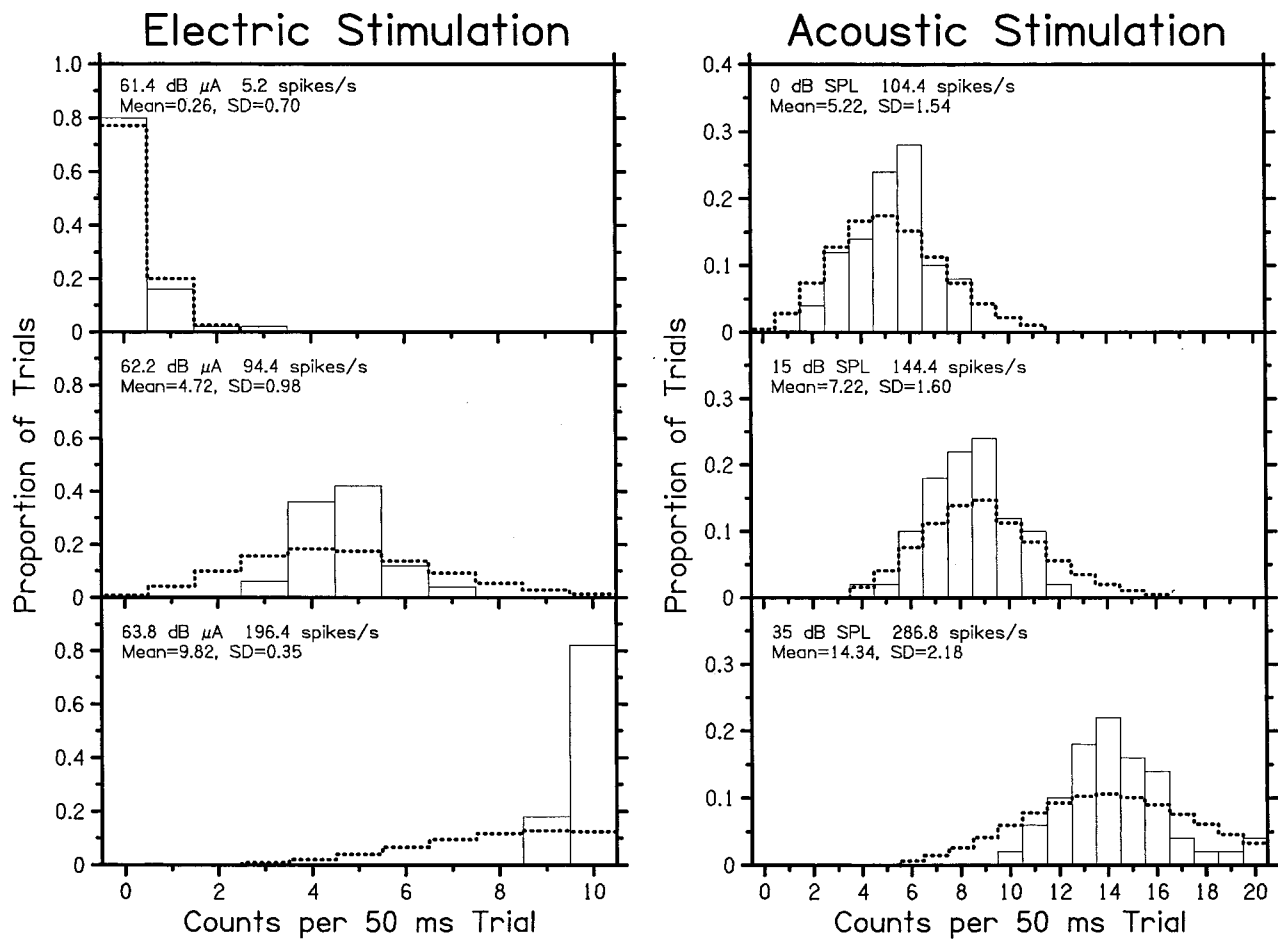 Electric Stimulation
1.0
0.8
0.6
0.4
0.2
0
61.4 dB μA 5.2 spikes/s
Mean=0.26, SD=0.70
0.8
0.6
0.4
0.2
0
62.2 dB μA 94.4 spikes/s
Mean=4.72, SD=0.98
0.8
0.6
0.4
0.2
0
63.8 dB μA 196.4 spikes/s
Mean=9.82, SD=0.35
Proportion of Trials
0 2 4 6 8 10
Counts per 50 ms Trial
Acoustic Stimulation
0.4
0.3
0.2
0.1
0
0 dB SPL 104.4 spikes/s
Mean=5.22, SD=1.54
0.3
0.2
0.1
0
15 dB SPL 144.4 spikes/s
Mean=7.22, SD=1.60
0.3
0.2
0.1
0
35 dB SPL 286.8 spikes/s
Mean=14.34, SD=2.18
Proportion of Trials
0 2 4 6 8 10 12 14 16 18 20
Counts per 50 ms Trial